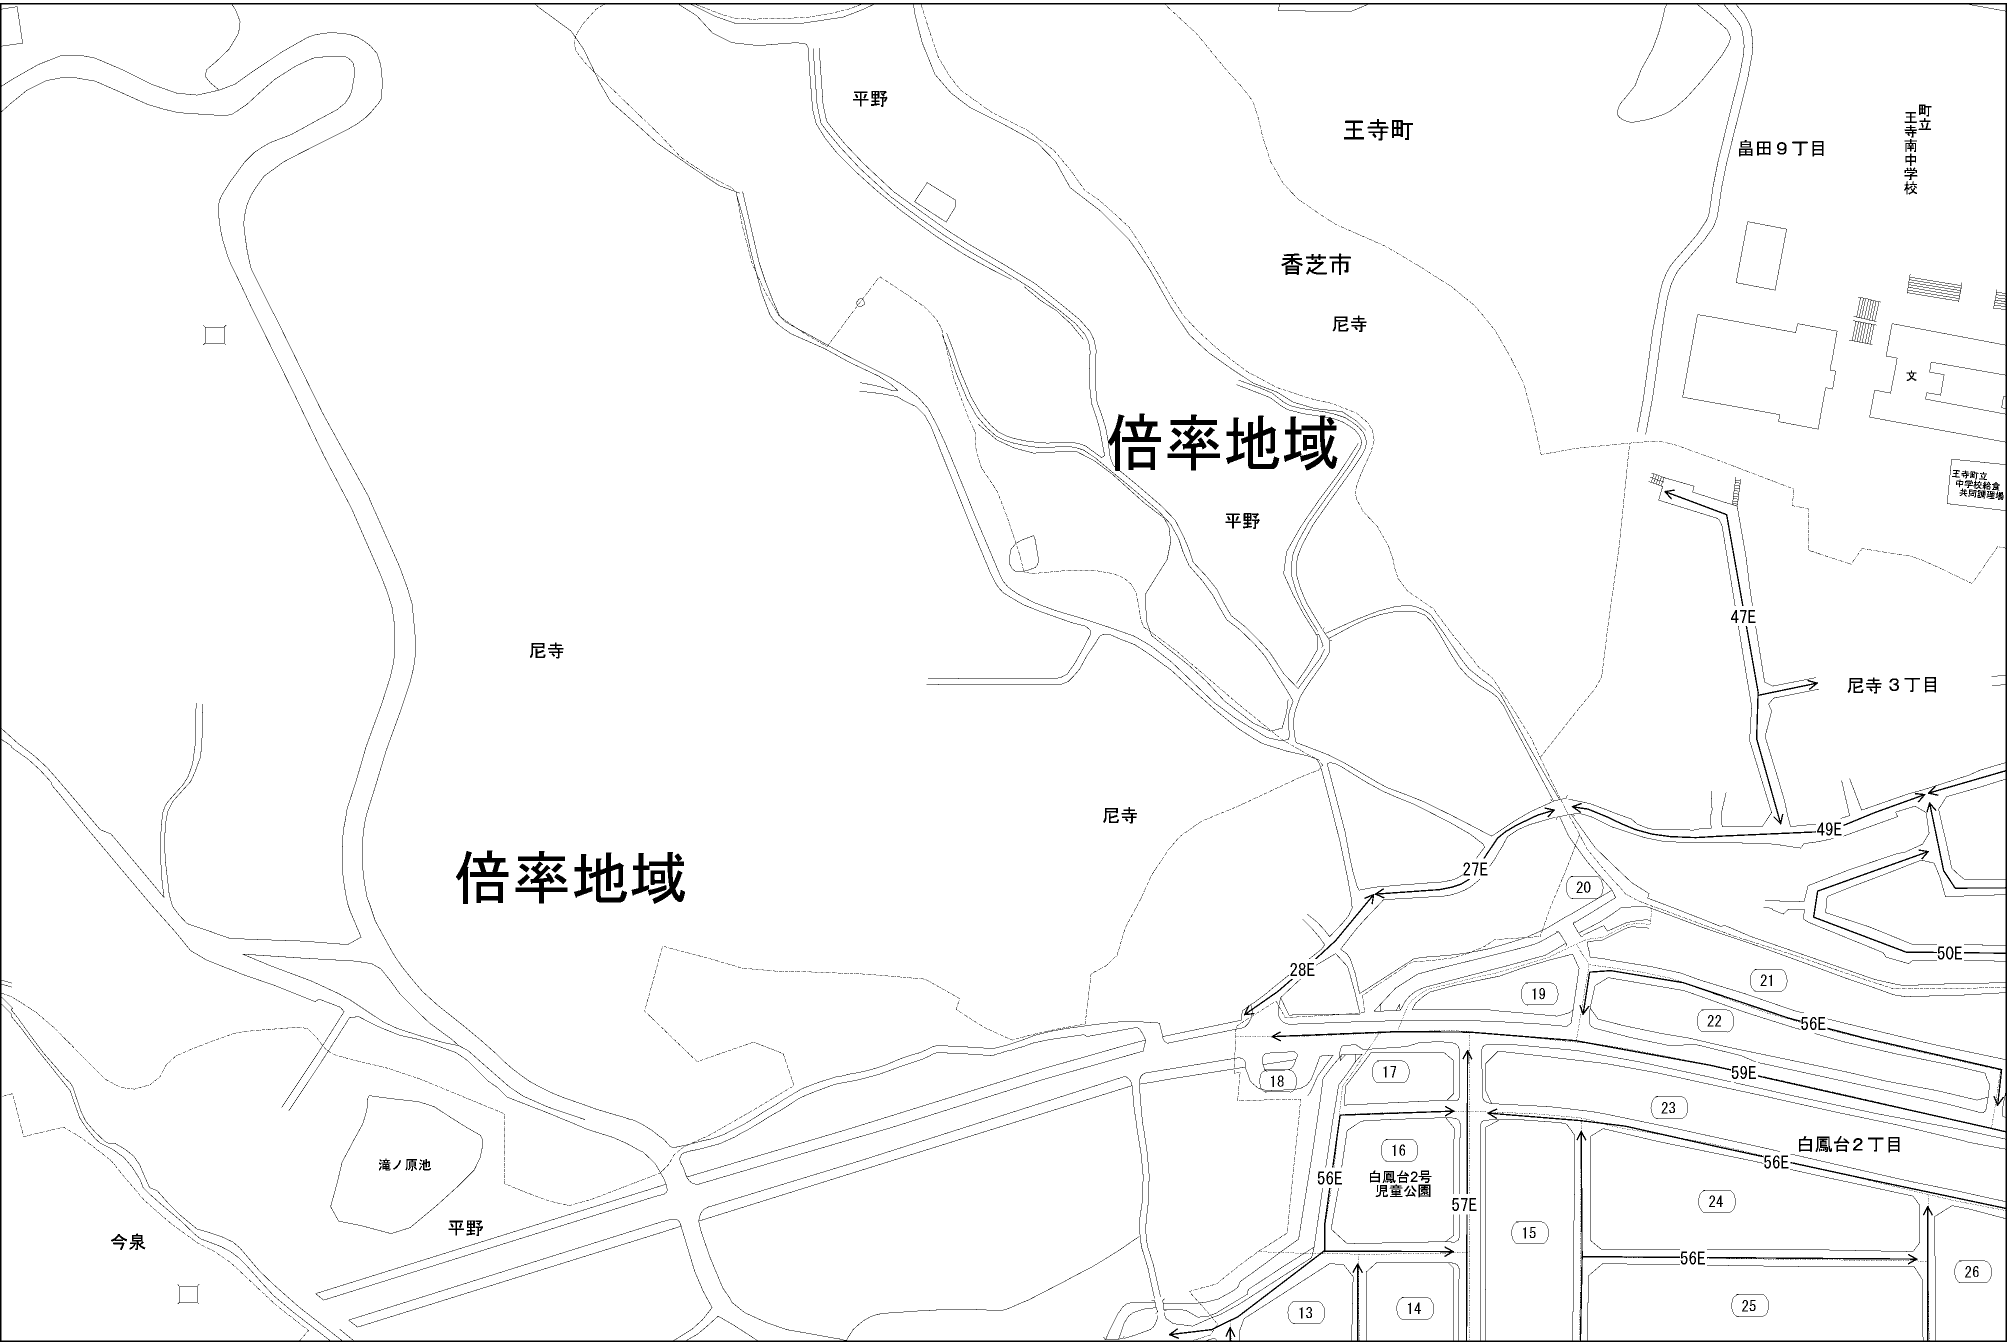 平野
王寺町
畠田９丁目
町立
王寺南中学校
香芝市
尼寺
文
倍率地域
王寺町立
中学校給食
共同調理場
平野
47E
尼寺
尼寺３丁目
尼寺
49E
27E
倍率地域
20
50E
28E
21
19
22
56E
17
18
59E
23
白鳳台２丁目
16
滝ノ原池
56E
白鳳台2号
児童公園
56E
57E
24
平野
15
今泉
56E
26
13
14
25